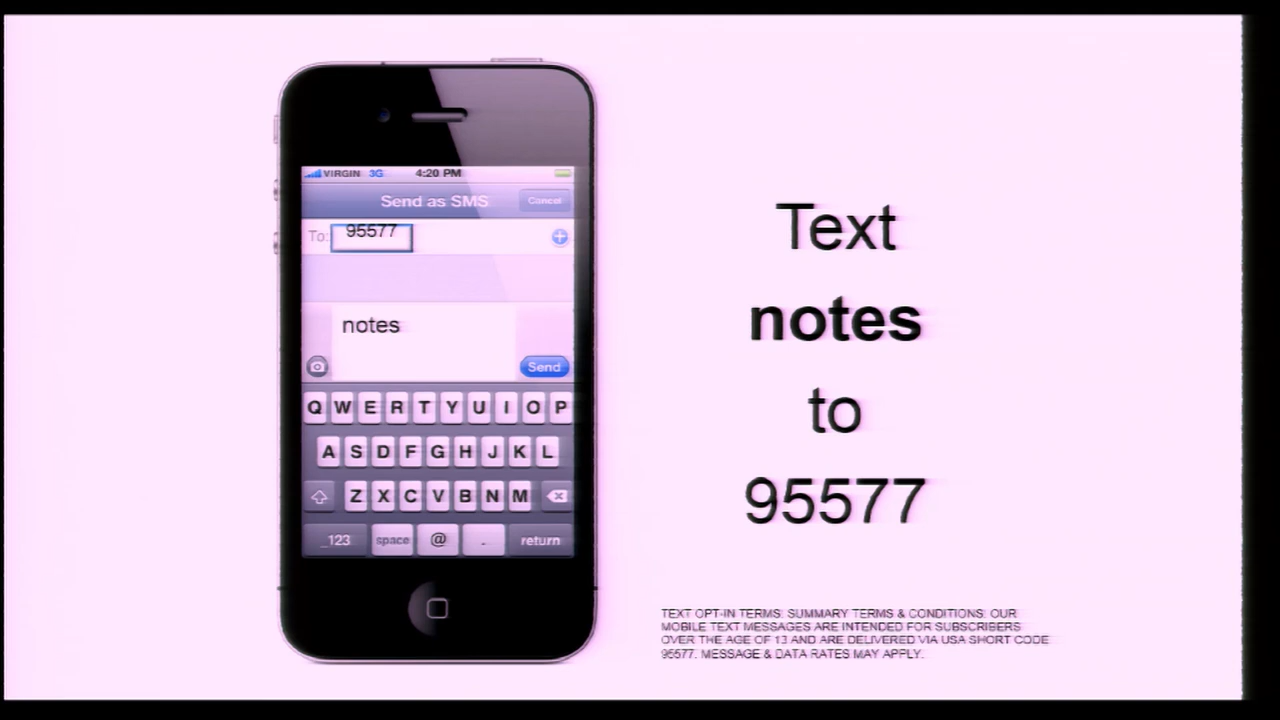 VIRGIN 3G 4:20 PM
Send as SMS Cancel
To: 95577
notes
Send
Q W E R T Y U I O P
A S D F G H J K L
Z X C V B N M
_123 space @ . return
Text
notes
to
95577
TEXT OPT-IN TERMS: SUMMARY TERMS & CONDITIONS: OUR
MOBILE TEXT MESSAGES ARE INTENDED FOR SUBSCRIBERS
OVER THE AGE OF 13 AND ARE DELIVERED VIA USA SHORT CODE
95577. MESSAGE & DATA RATES MAY APPLY.